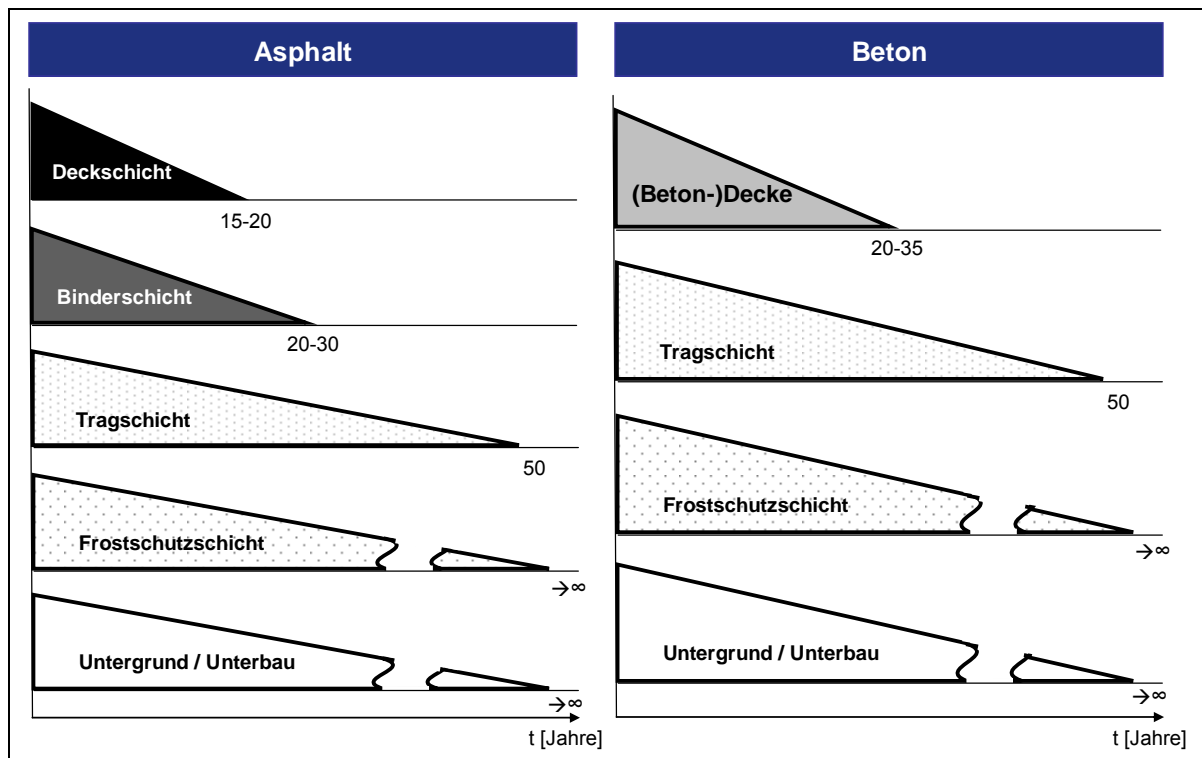 Asphalt
Deckschicht
15-20
Binderschicht
20-30
Tragschicht
50
Frostschutzschicht
→∞
Untergrund / Unterbau
→∞
t [Jahre]
Beton
(Beton-)Decke
20-35
Tragschicht
50
Frostschutzschicht
→∞
Untergrund / Unterbau
→∞
t [Jahre]